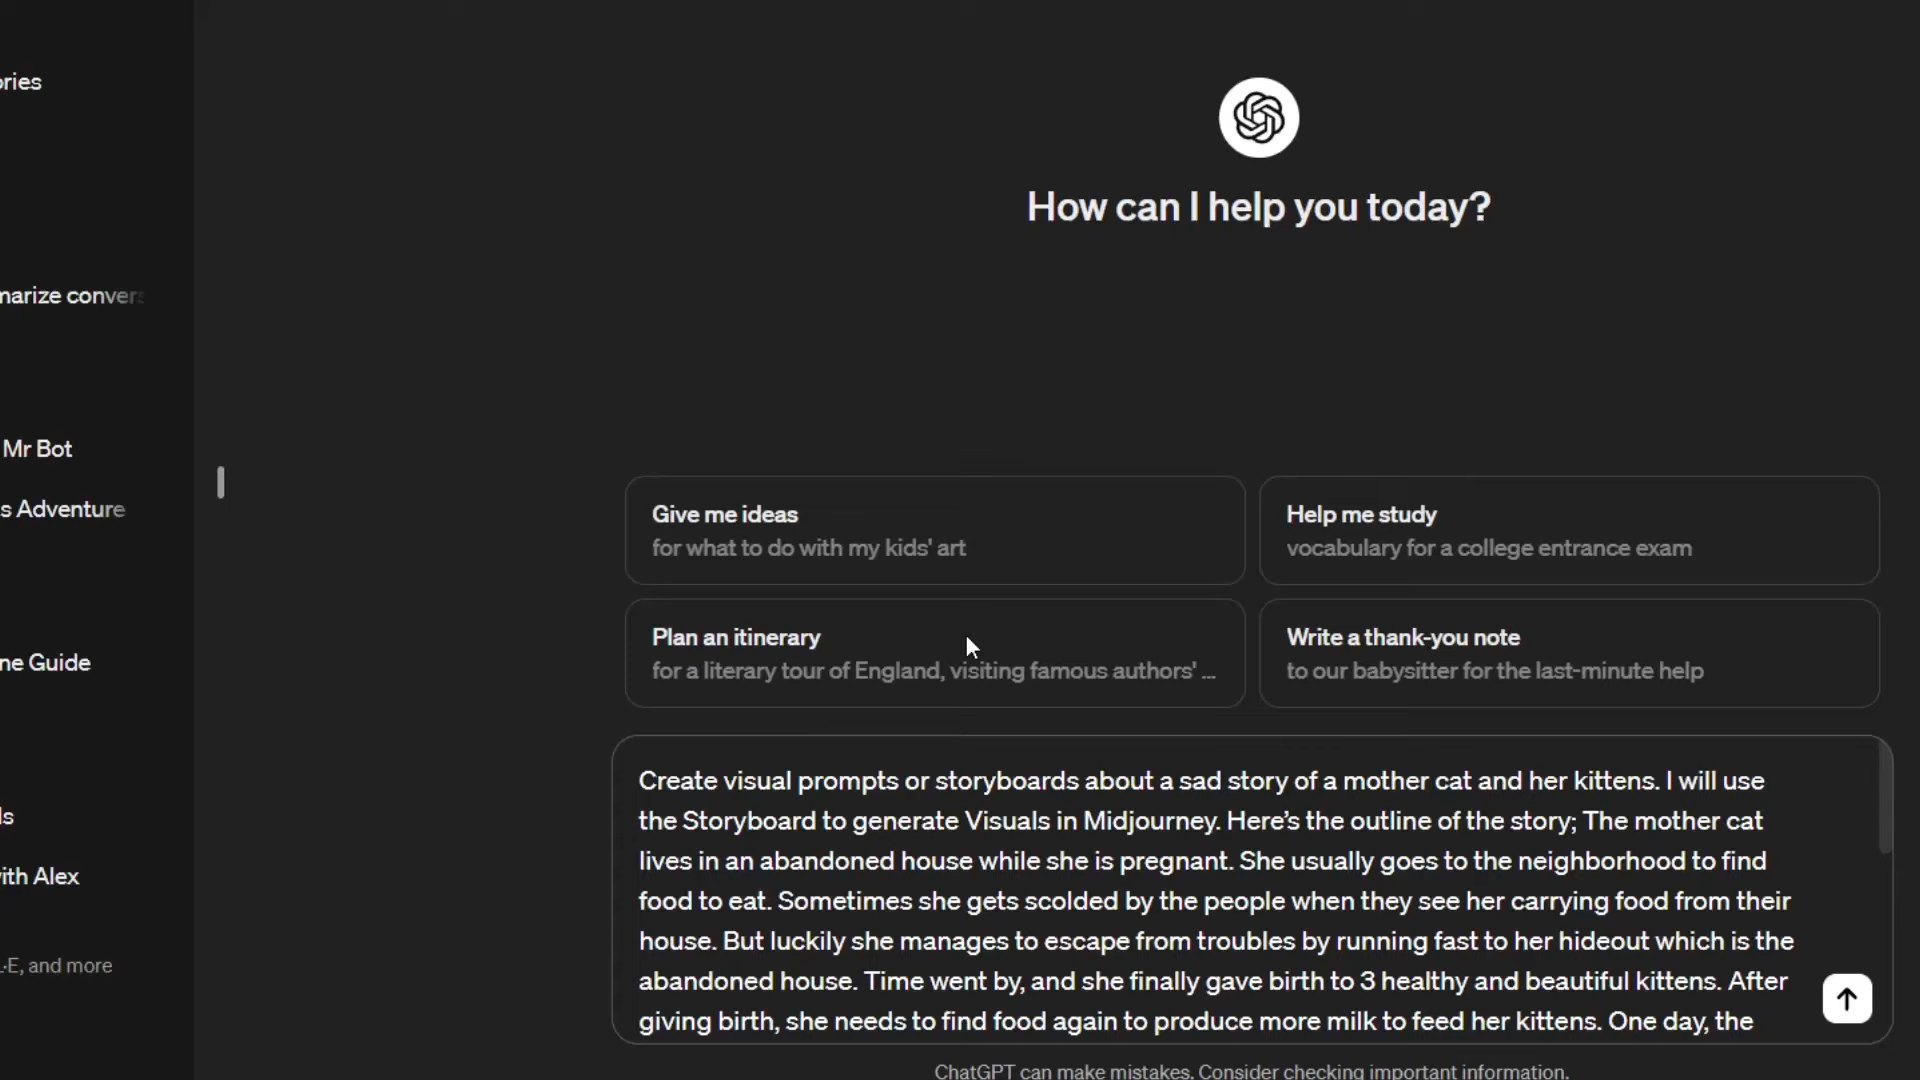 ories
marize convers
Mr Bot
s Adventure
ne Guide
ls
ith Alex
E, and more
How can I help you today?
Give me ideas
for what to do with my kids' art
Help me study
vocabulary for a college entrance exam
Plan an itinerary
for a literary tour of England, visiting famous authors' ...
Write a thank-you note
to our babysitter for the last-minute help
Create visual prompts or storyboards about a sad story of a mother cat and her kittens. I will use
the Storyboard to generate Visuals in Midjourney. Here’s the outline of the story; The mother cat
lives in an abandoned house while she is pregnant. She usually goes to the neighborhood to find
food to eat. Sometimes she gets scolded by the people when they see her carrying food from their
house. But luckily she manages to escape from troubles by running fast to her hideout which is the
abandoned house. Time went by, and she finally gave birth to 3 healthy and beautiful kittens. After
giving birth, she needs to find food again to produce more milk to feed her kittens. One day, the
ChatGPT can make mistakes. Consider checking important information.